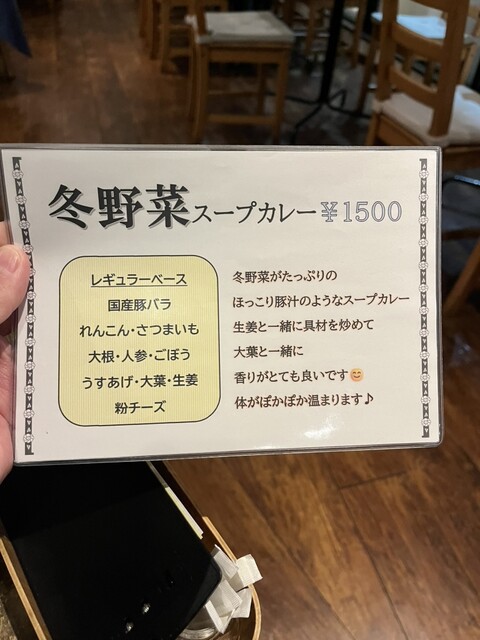 冬野菜スープカレー¥1500
レギュラーベース
国産豚バラ
れんこん・さつまいも
大根・人参・ごぼう
うすあげ・大葉・生姜
粉チーズ
冬野菜がたっぷりの
ほっこり豚汁のようなスープカレー
生姜と一緒に具材を炒めて
大葉と一緒に
香りがとても良いです😊
体がぽかぽか温まります♪